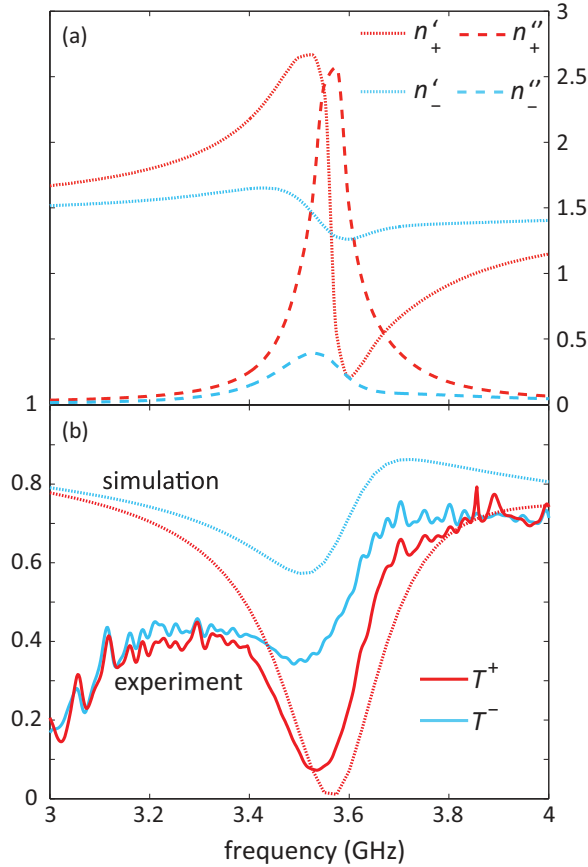 (a)
n'₊ n''₊
n'₋ n''₋
3
2.5
2
1.5
1
0.5
0
1
(b)
simulation
experiment
T⁺
T⁻
0.8
0.6
0.4
0.2
0
3 3.2 3.4 3.6 3.8 4
frequency (GHz)